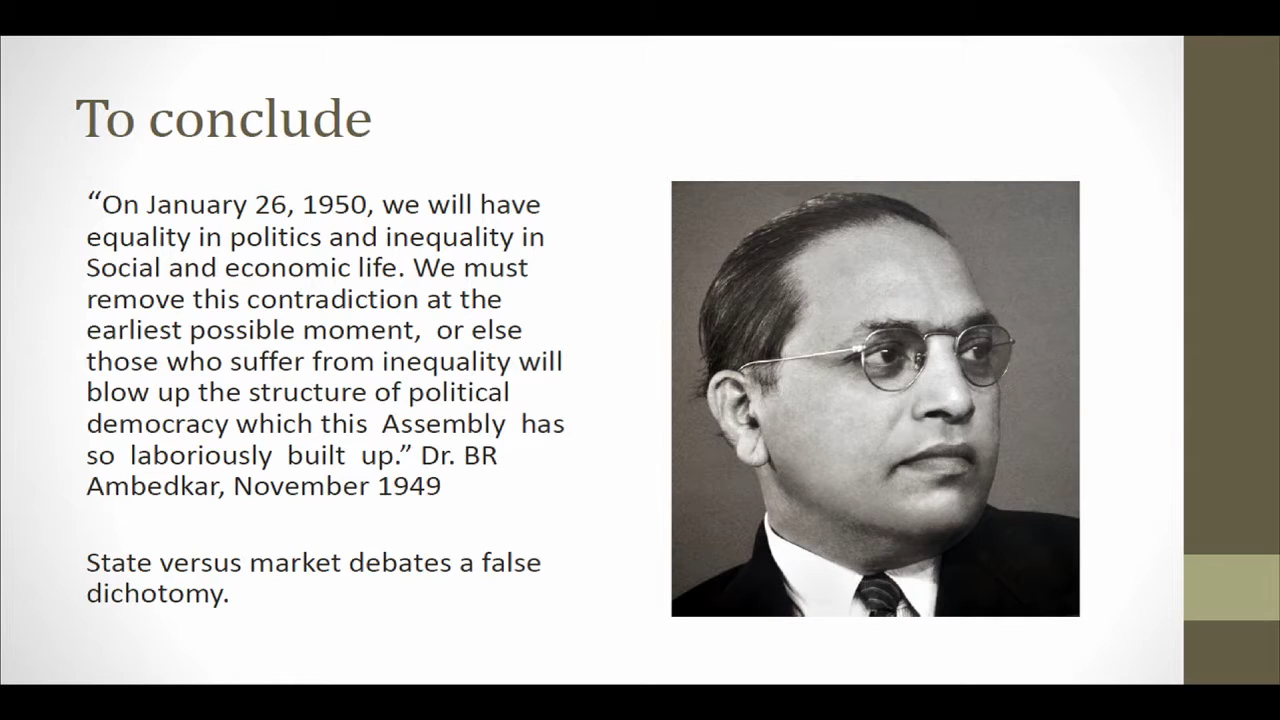 To conclude
“On January 26, 1950, we will have
equality in politics and inequality in
Social and economic life. We must
remove this contradiction at the
earliest possible moment,  or else
those who suffer from inequality will
blow up the structure of political
democracy which this  Assembly  has
so  laboriously  built  up.” Dr. BR
Ambedkar, November 1949
State versus market debates a false
dichotomy.